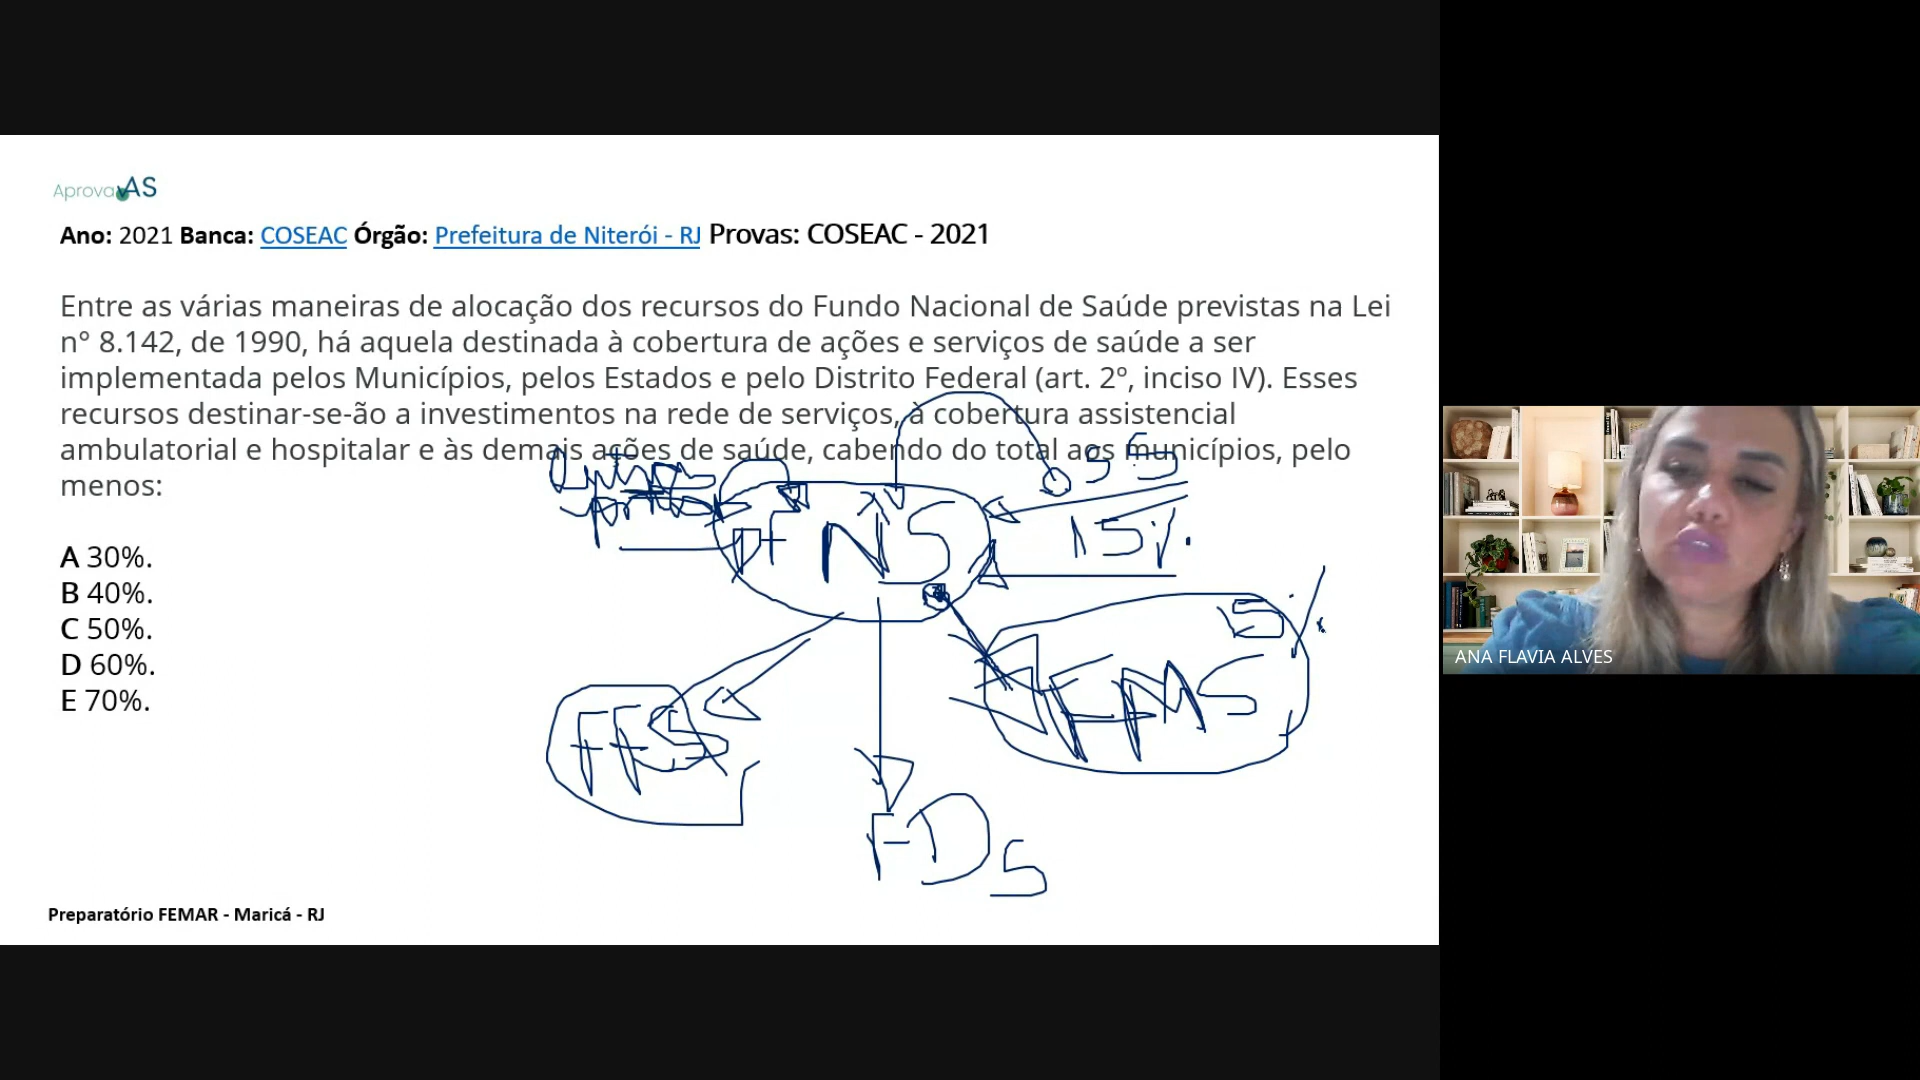 AprovaAS
Ano: 2021 Banca: COSEAC Órgão: Prefeitura de Niterói - RJ Provas: COSEAC - 2021
Entre as várias maneiras de alocação dos recursos do Fundo Nacional de Saúde previstas na Lei
n° 8.142, de 1990, há aquela destinada à cobertura de ações e serviços de saúde a ser
implementada pelos Municípios, pelos Estados e pelo Distrito Federal (art. 2º, inciso IV). Esses
recursos destinar-se-ão a investimentos na rede de serviços, à cobertura assistencial
ambulatorial e hospitalar e às demais ações de saúde, cabendo do total aos municípios, pelo
menos:
FNS
15%.
A 30%.
B 40%.
C 50%.
D 60%.
E 70%.
5%
FMS
FDS
ANA FLAVIA ALVES
Preparatório FEMAR - Maricá - RJ